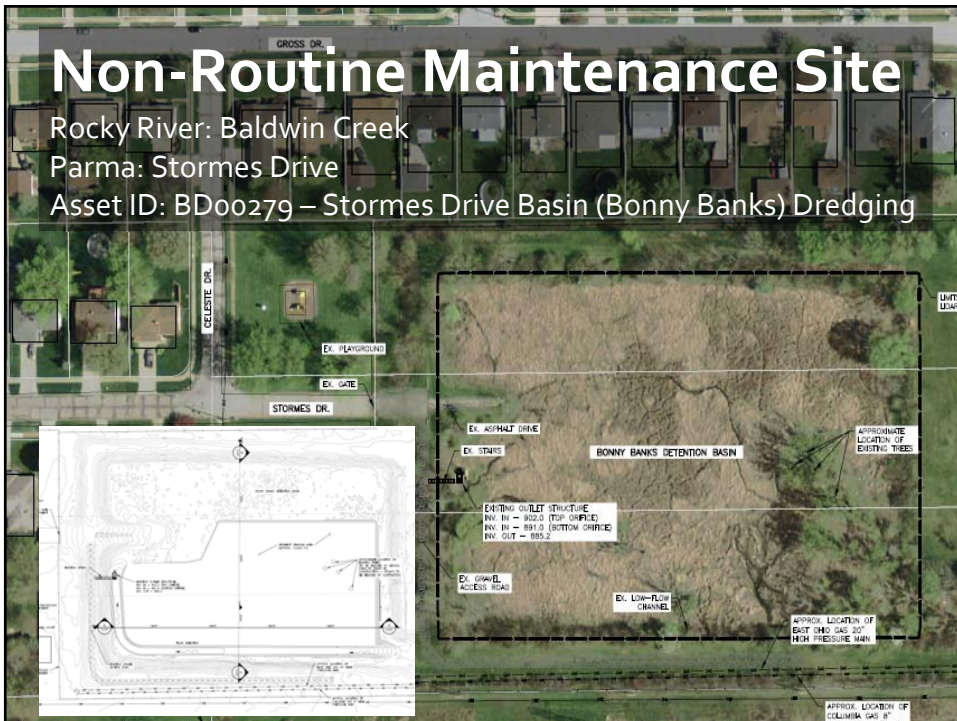 GROSS DR.
Non-Routine Maintenance Site
Rocky River: Baldwin Creek
Parma: Stormes Drive
Asset ID: BD00279 – Stormes Drive Basin (Bonny Banks) Dredging
CELESTE DR.
LIMIT
LIDAR
EX. PLAYGROUND
EX. GATE
STORMES DR.
EX. ASPHALT DRIVE
EX. STAIRS
BONNY BANKS DETENTION BASIN
APPROXIMATE
LOCATION OF
EXISTING TREES
EXISTING OUTLET STRUCTURE
INV. IN – 902.0 (TOP ORIFICE)
INV. IN – 891.0 (BOTTOM ORIFICE)
INV. OUT – 885.2
EX. GRAVEL
ACCESS ROAD
EX. LOW-FLOW
CHANNEL
APPROX. LOCATION OF
EAST OHIO GAS 20"
HIGH PRESSURE MAIN
APPROX. LOCATION OF
COLUMBIA GAS 8"